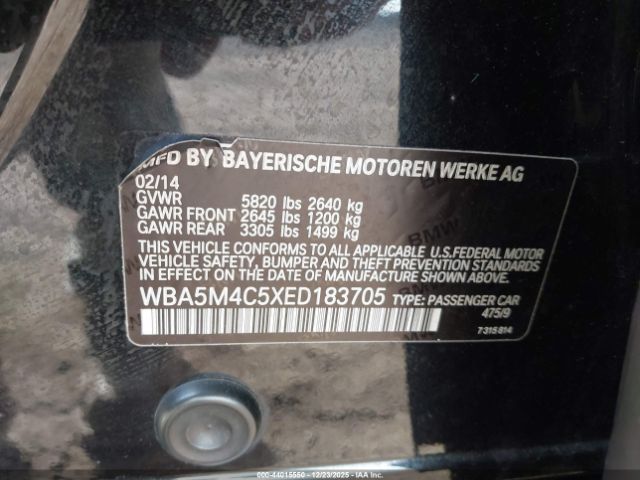 MFD BY BAYERISCHE MOTOREN WERKE AG
02/14
GVWR 5820 lbs 2640 kg
GAWR FRONT 2645 lbs 1200 kg
GAWR REAR 3305 lbs 1499 kg
THIS VEHICLE CONFORMS TO ALL APPLICABLE U.S.FEDERAL MOTOR
VEHICLE SAFETY, BUMPER AND THEFT PREVENTION STANDARDS
IN EFFECT ON THE DATE OF MANUFACTURE SHOWN ABOVE.
WBA5M4C5XED183705 TYPE: PASSENGER CAR
475/9
7315814
000-44015550 - 12/23/2025 - IAA Inc.